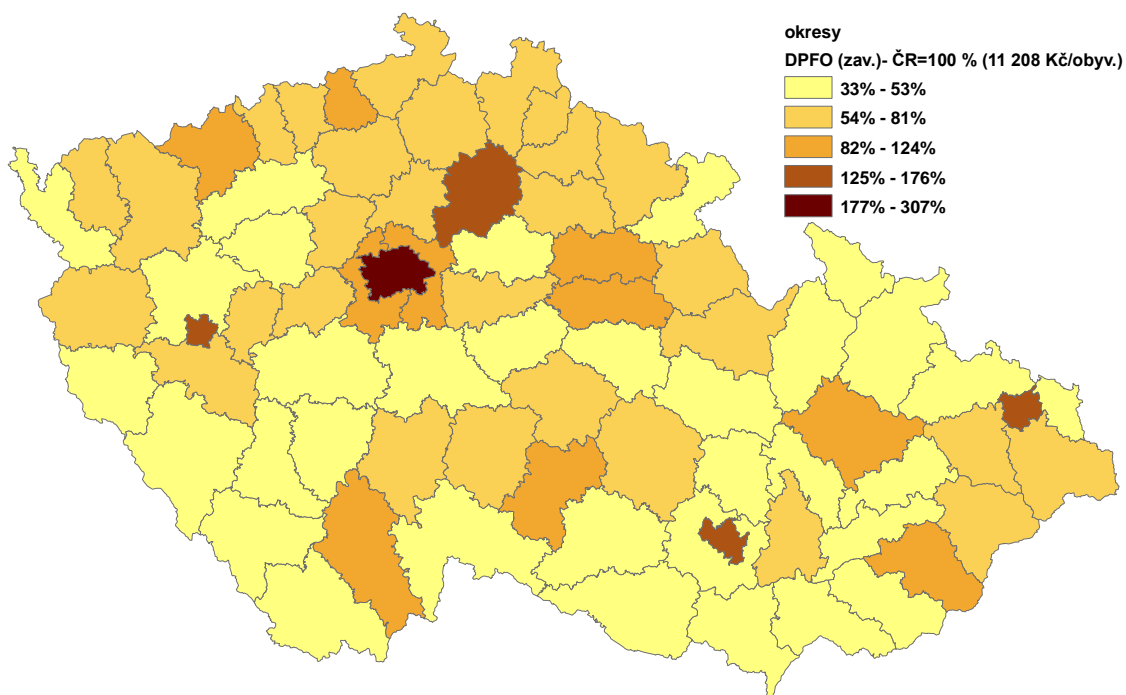 okresy
DPFO (zav.)- ČR=100 % (11 208 Kč/obyv.)
33% - 53%
54% - 81%
82% - 124%
125% - 176%
177% - 307%